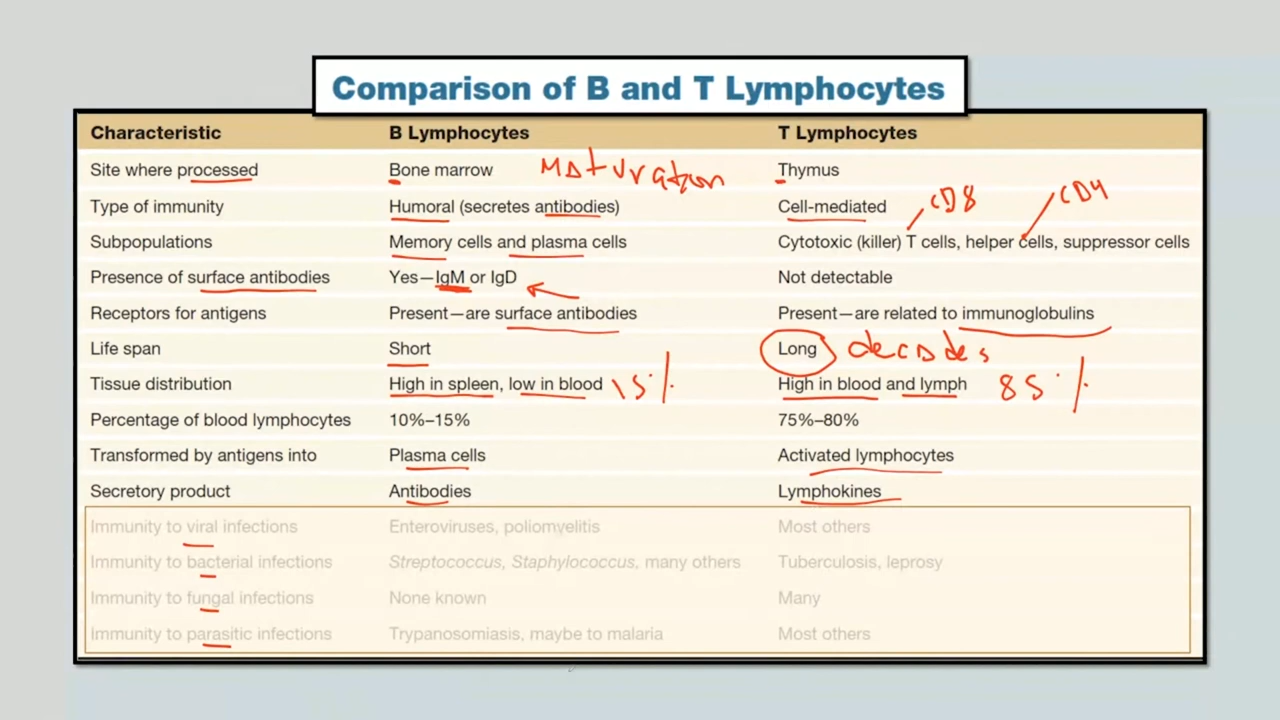 Comparison of B and T Lymphocytes
Characteristic B Lymphocytes T Lymphocytes
Site where processed Bone marrow Maturation Thymus
CD8 CD4
Type of immunity Humoral (secretes antibodies) Cell-mediated
Subpopulations Memory cells and plasma cells Cytotoxic (killer) T cells, helper cells, suppressor cells
Presence of surface antibodies Yes—IgM or IgD Not detectable
Receptors for antigens Present—are surface antibodies Present—are related to immunoglobulins
Life span Short Long decades
Tissue distribution High in spleen, low in blood 15% High in blood and lymph 85%
Percentage of blood lymphocytes 10%–15% 75%–80%
Transformed by antigens into Plasma cells Activated lymphocytes
Secretory product Antibodies Lymphokines
Immunity to viral infections Enteroviruses, poliomyelitis Most others
Immunity to bacterial infections Streptococcus, Staphylococcus, many others Tuberculosis, leprosy
Immunity to fungal infections None known Many
Immunity to parasitic infections Trypanosomiasis, maybe to malaria Most others